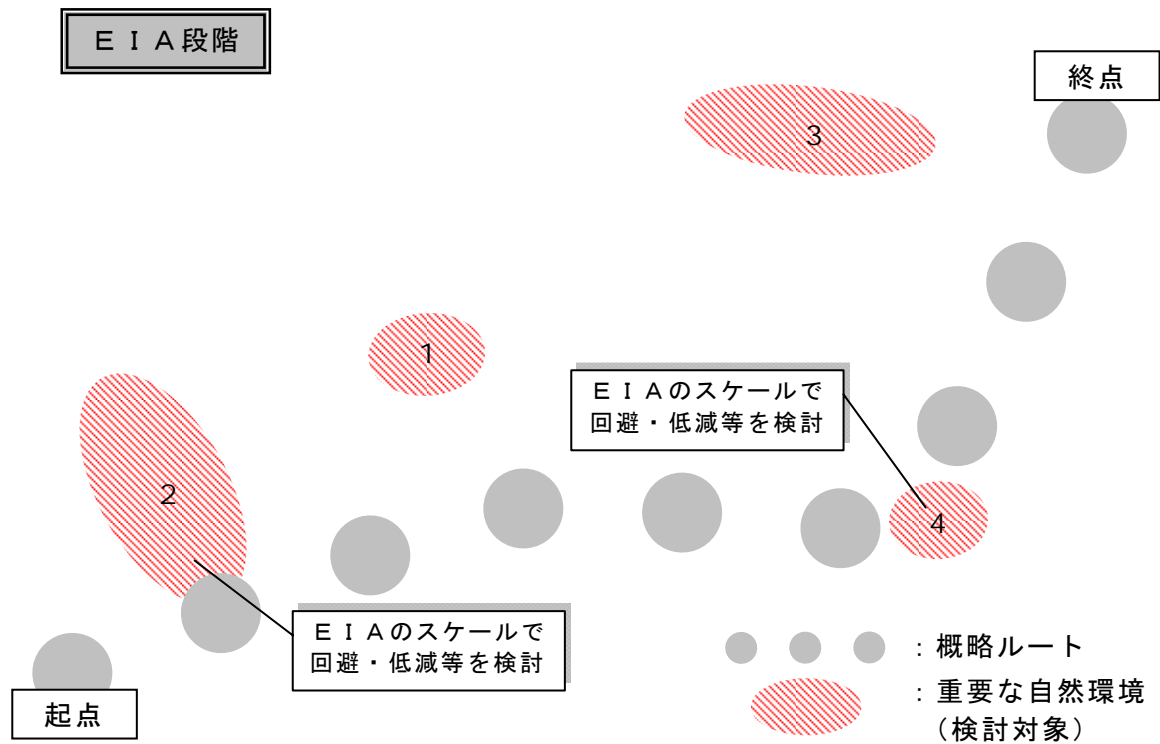 ＥＩＡ段階
終点
3
1
ＥＩＡのスケールで
回避・低減等を検討
2
4
ＥＩＡのスケールで
回避・低減等を検討
：概略ルート
：重要な自然環境
（検討対象）
起点